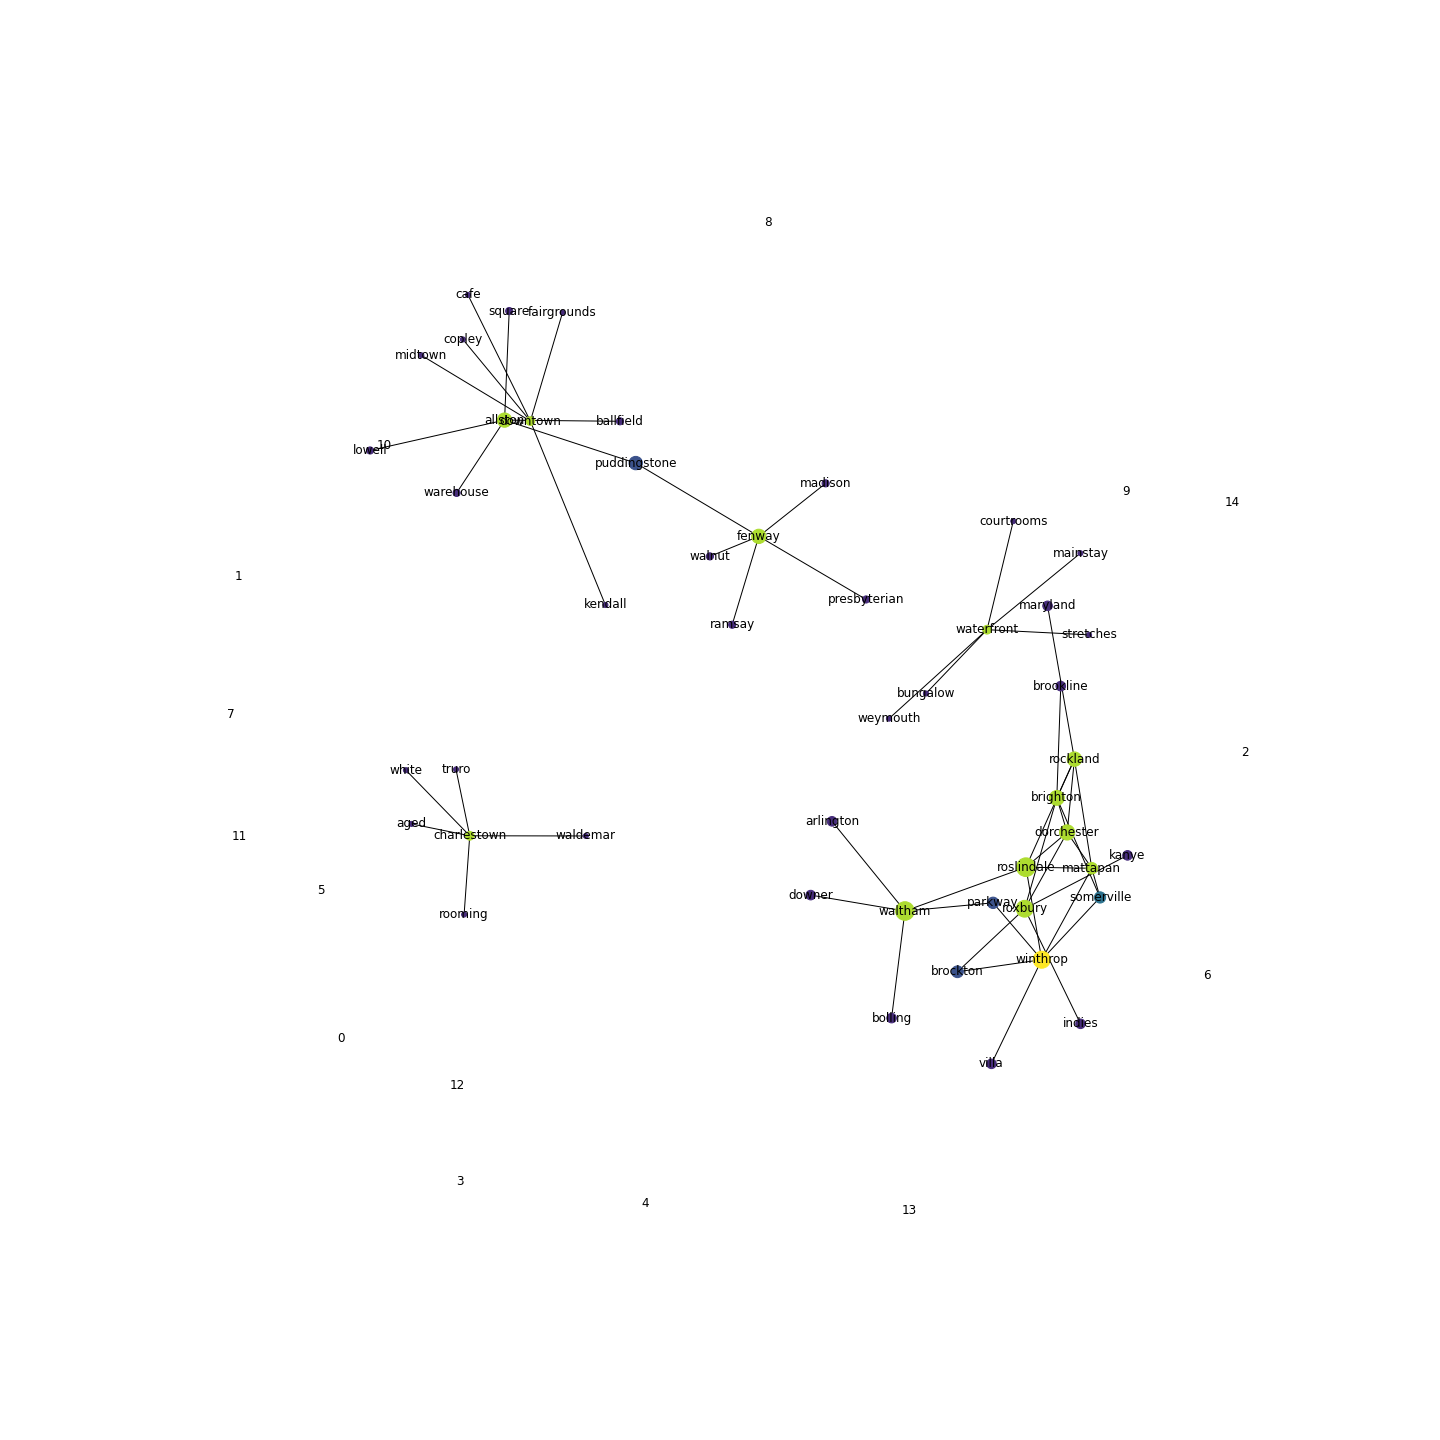 8
cafe
square
fairgrounds
copley
midtown
allston
downtown
ballfield
10
lowell
puddingstone
madison
warehouse
9
14
courtrooms
fenway
mainstay
walnut
1
presbyterian
kendall
maryland
ramsay
waterfront
stretches
brookline
bungalow
7
weymouth
2
rockland
white
truro
brighton
arlington
aged
dorchester
11
charlestown
waldemar
kanye
roslindale
mattapan
5
downer
somerville
parkway
roxbury
waltham
rooming
winthrop
brockton
6
bolling
indies
0
villa
12
3
4
13